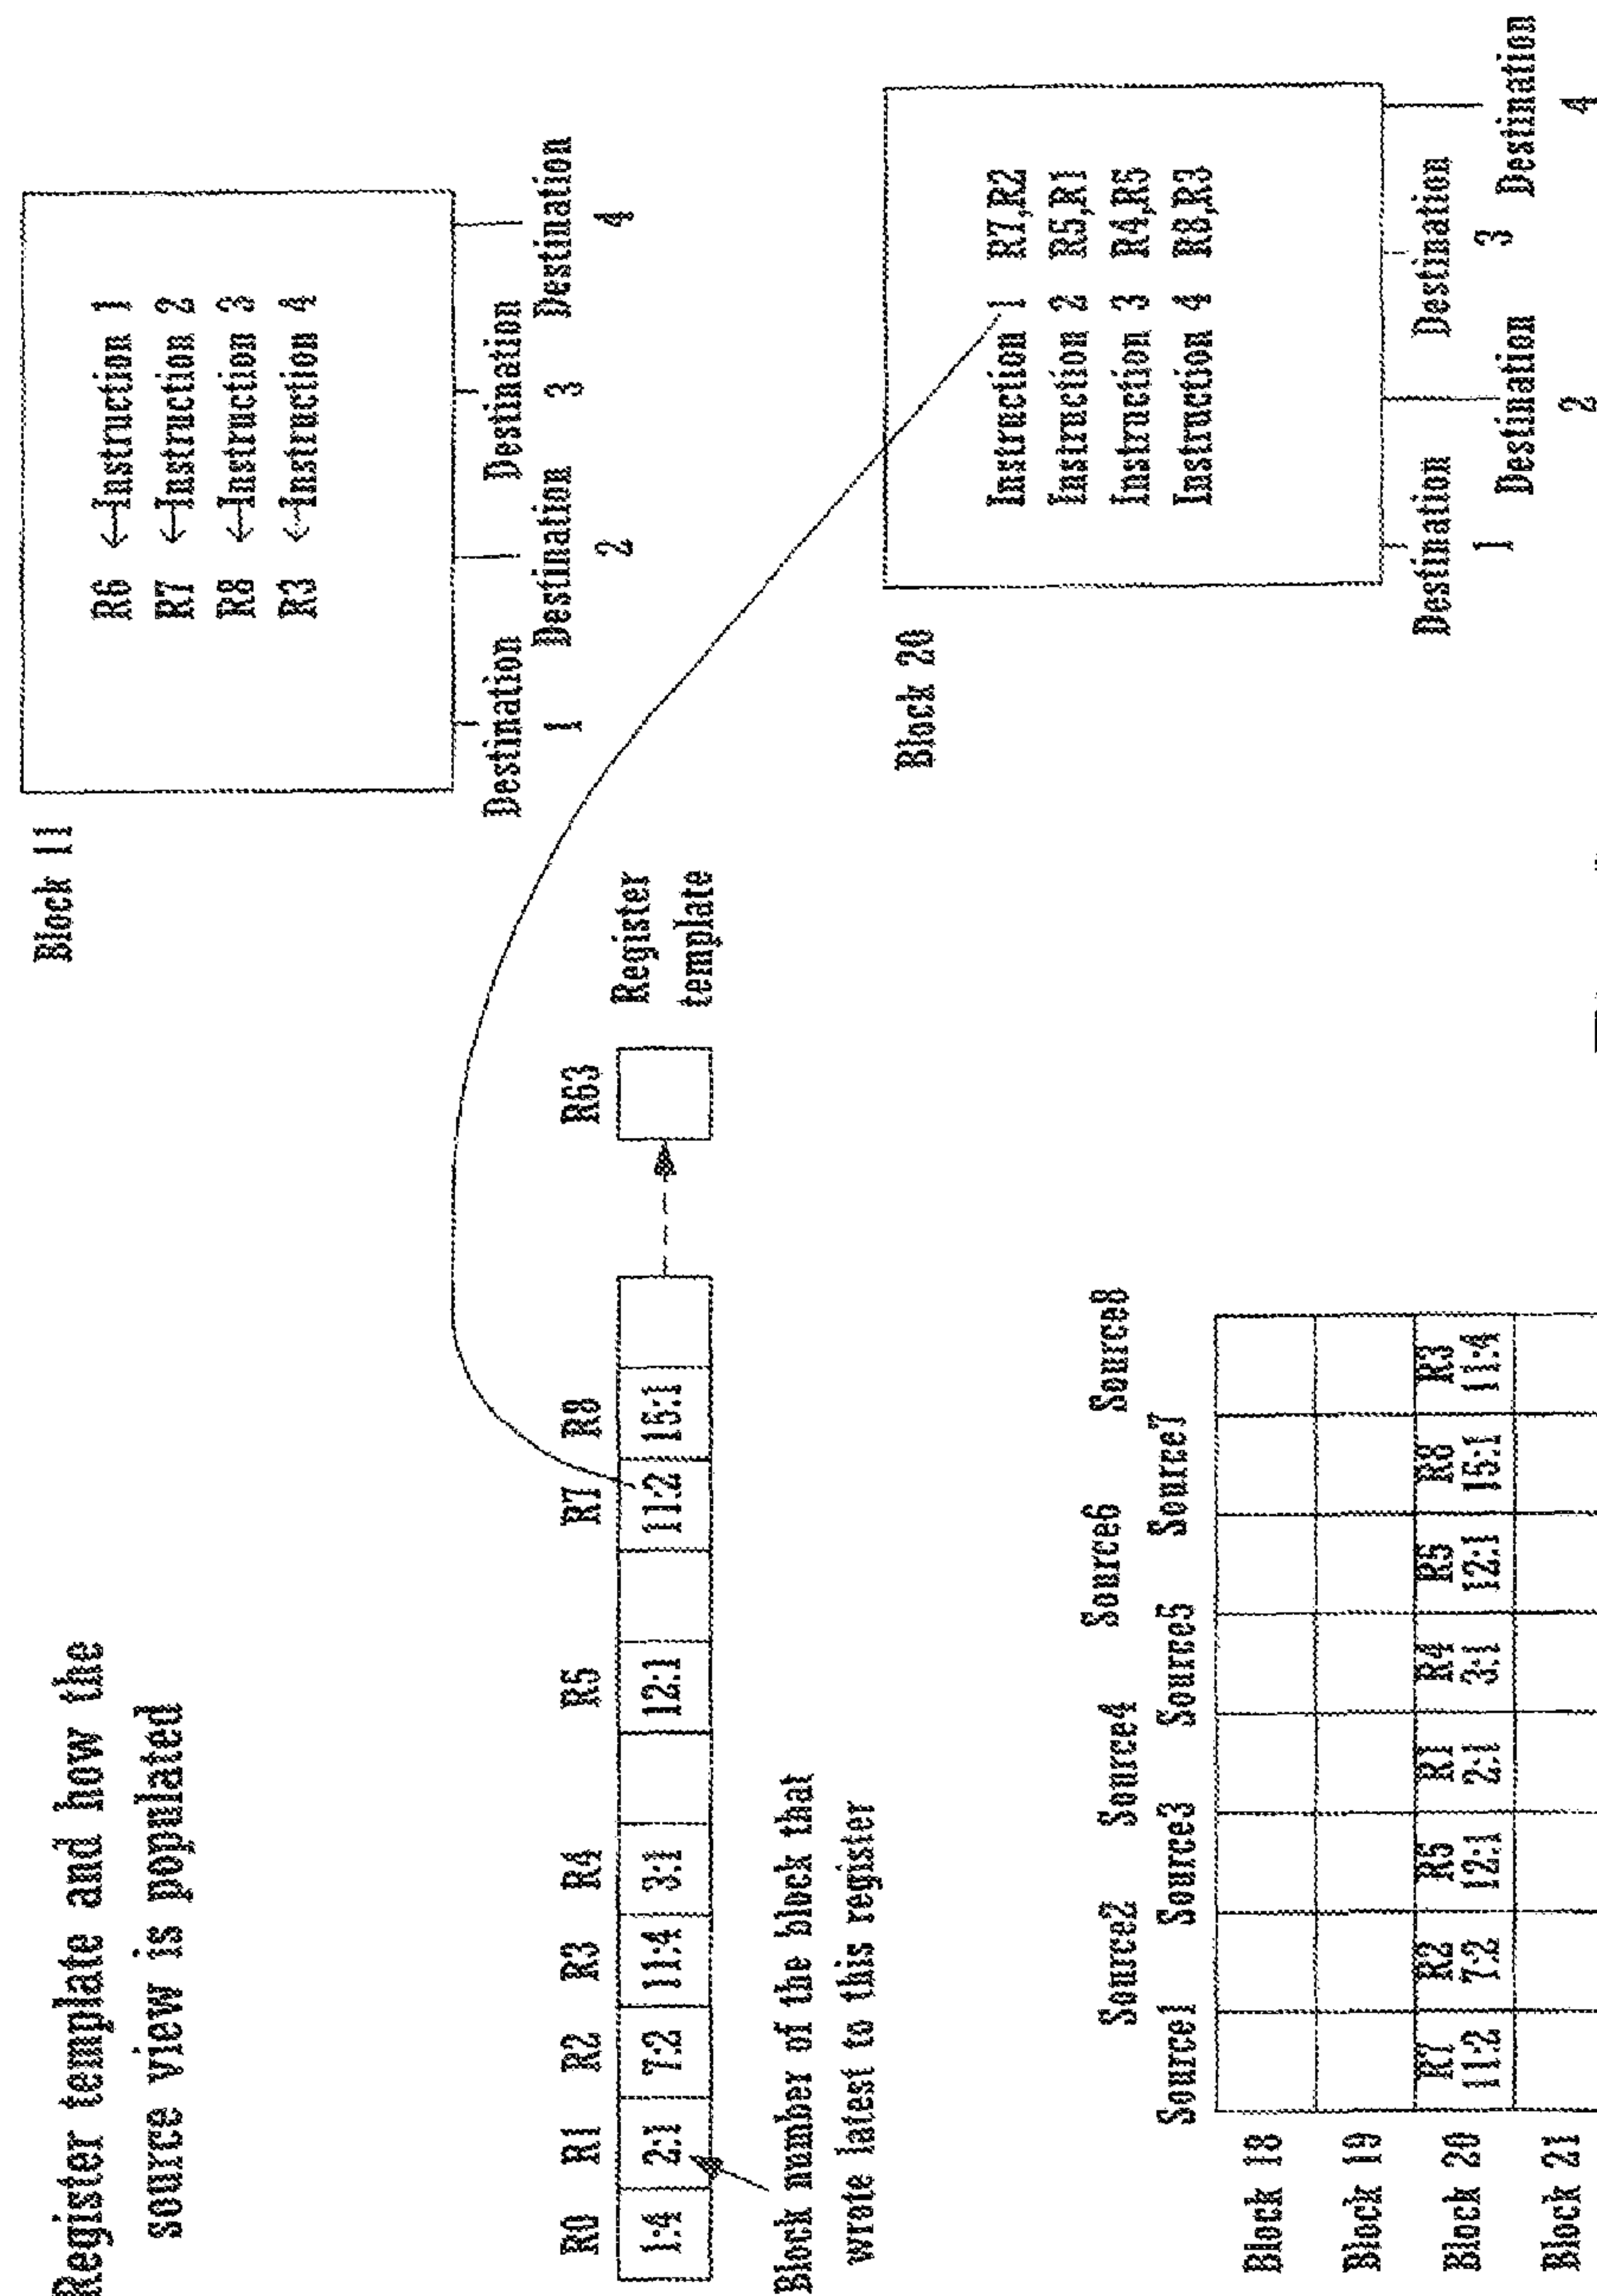 Register template and how the
source view is populated
Block 11
R6 ←Instruction 1
R7 ←Instruction 2
R8 ←Instruction 3
R3 ←Instruction 4
Destination
1
Destination
2
Destination
3
Destination
4
R0 R1 R2 R3 R4 R5 R7 R8 R63
1:4 2:1 7:2 11:4 3:1 12:1 11:2 15:1
Register
template
Block number of the block that
wrote latest to this register
Block 20
Instruction 1 R7,R2
Instruction 2 R5,R1
Instruction 3 R4,R5
Instruction 4 R8,R3
Destination
1
Destination
2
Destination
3
Destination
4
Source1 Source2 Source3 Source4 Source5 Source6 Source7 Source8
Block 18
Block 19
Block 20
R7 R2 R5 R1 R4 R5 R8 R3
11:2 7:2 12:1 2:1 3:1 12:1 15:1 11:4
Block 21